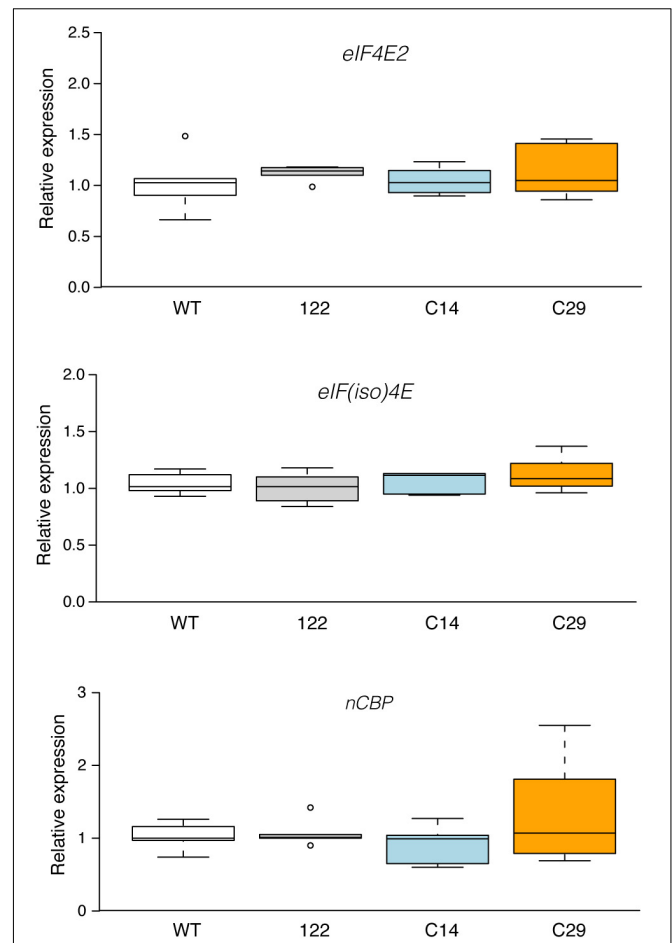 eIF4E2
Relative expression
2.5
2.0
1.5
1.0
0.5
0.0
WT 122 C14 C29
eIF(iso)4E
Relative expression
2.0
1.5
1.0
0.5
0.0
WT 122 C14 C29
nCBP
Relative expression
3
2
1
0
WT 122 C14 C29